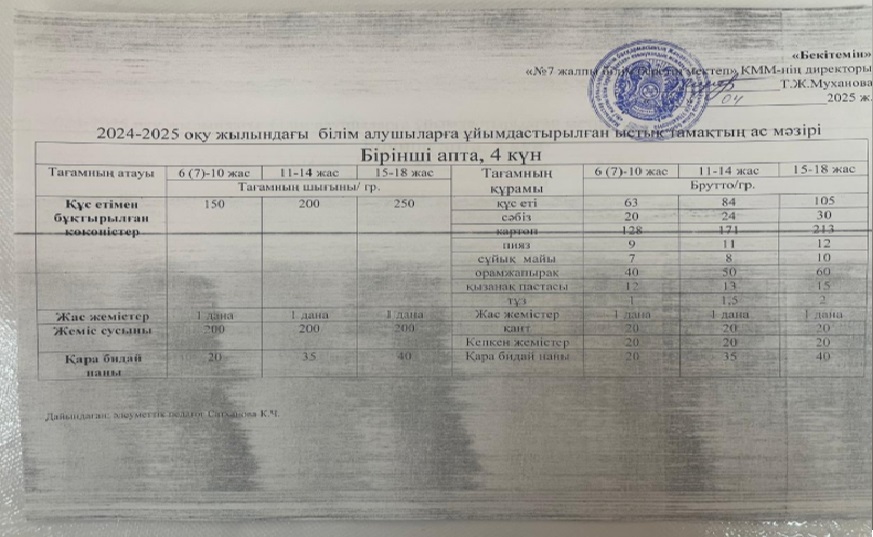 «Бекітемін»
«№7 жалпы білім беретін мектеп» КММ-нің директоры
Т.Ж.Муханова
04 2025 ж.
2024-2025 оқу жылындағы білім алушыларға ұйымдастырылған ыстық тамақтың ас мәзірі
Бірінші апта, 4 күн
Тағамның атауы 6 (7)-10 жас 11-14 жас 15-18 жас Тағамның құрамы 6 (7)-10 жас 11-14 жас 15-18 жас
Тағамның шығыны/ гр. Брутто/гр.
Құс етімен бұқтырылған көкөністер 150 200 250 құс еті 63 84 105
сәбіз 20 24 30
картоп 128 171 213
пияз 9 11 12
сұйық майы 7 8 10
орамжапырақ 40 50 60
қызанақ пастасы 12 13 15
тұз 1 1,5 2
Жас жемістер 1 дана 1 дана 1 дана Жас жемістер 1 дана 1 дана 1 дана
Жеміс сусыны 200 200 200 қант 20 20 20
Кепкен жемістер 20 20 20
Қара бидай наны 20 35 40 Қара бидай наны 20 35 40
Дайындаған: әлеуметтік педагог К.Ч.